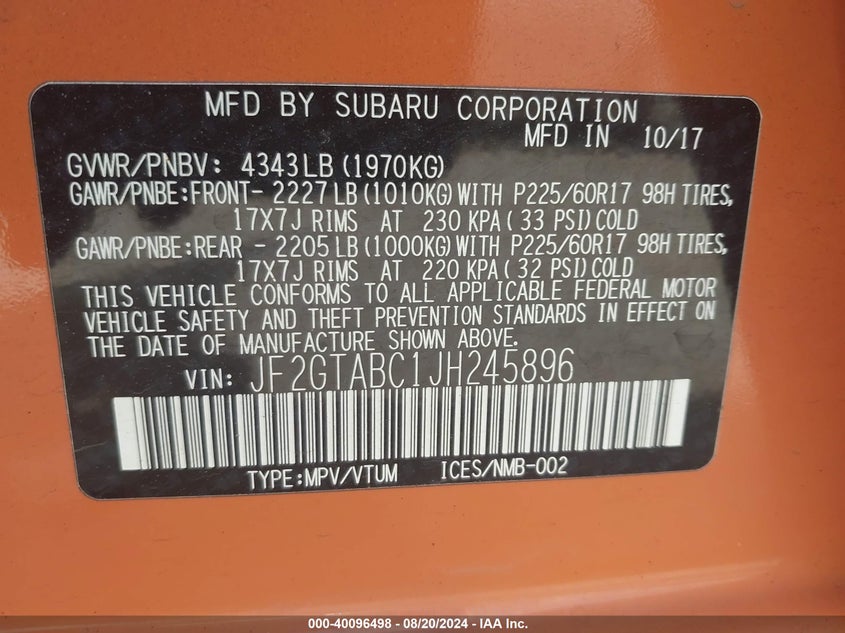 MFD BY SUBARU CORPORATION
MFD IN 10/17
GVWR/PNBV: 4343LB (1970KG)
GAWR/PNBE:FRONT- 2227LB(1010KG)WITH P225/60R17 98H TIRES,
17X7J RIMS AT 230 KPA( 33 PSI)COLD
GAWR/PNBE:REAR - 2205LB(1000KG)WITH P225/60R17 98H TIRES,
17X7J RIMS AT 220 KPA( 32 PSI)COLD
THIS VEHICLE CONFORMS TO ALL APPLICABLE FEDERAL MOTOR
VEHICLE SAFETY AND THEFT PREVENTION STANDARDS IN EFFECT ON
THE DATE OF MANUFACTURE SHOWN ABOVE.
VIN: JF2GTABC1JH245896
TYPE:MPV/VTUM ICES/NMB-002
000-40096498 - 08/20/2024 - IAA Inc.